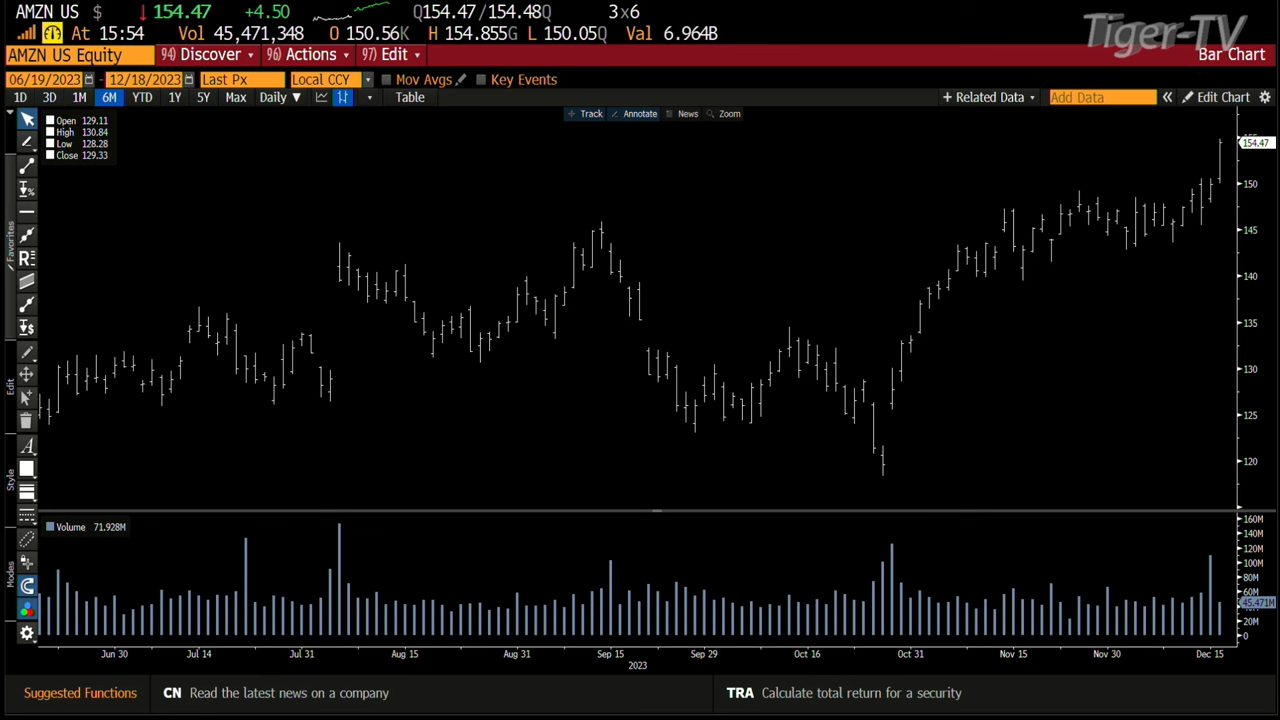 AMZN US $ ↓ 154.47 +4.50 Q154.47/154.48Q 3x6
At 15:54 Vol 45,471,348 O 150.56K H 154.855G L 150.05Q Val 6.964B
Tiger-TV
AMZN US Equity 94) Discover 96) Actions 97) Edit Bar Chart
06/19/2023 - 12/18/2023 Last Px Local CCY Mov Avgs Key Events
1D 3D 1M 6M YTD 1Y 5Y Max Daily ▼ Table + Related Data Add Data « Edit Chart
Track Annotate News Zoom
Open 129.11
High 130.84
Low 128.28
Close 129.33
Favorites
Edit
Style
Modes
154.47
150
145
140
135
130
125
120
Volume 71.928M
160M
140M
120M
100M
80M
60M
45.471M
20M
0
Jun 30 Jul 14 Jul 31 Aug 15 Aug 31 Sep 15 Sep 29 Oct 16 Oct 31 Nov 15 Nov 30 Dec 15
2023
Suggested Functions CN Read the latest news on a company TRA Calculate total return for a security